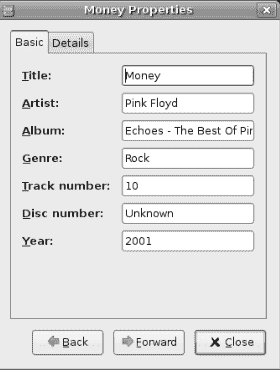 Money Properties
Basic Details
Title: Money
Artist: Pink Floyd
Album: Echoes - The Best Of Pin
Genre: Rock
Track number: 10
Disc number: Unknown
Year: 2001
Back Forward Close